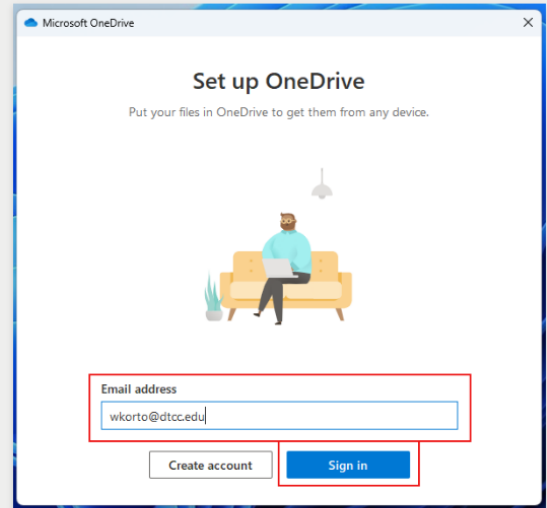 Microsoft OneDrive
Set up OneDrive
Put your files in OneDrive to get them from any device.
Email address
wkorto@dtcc.edu
Create account
Sign in